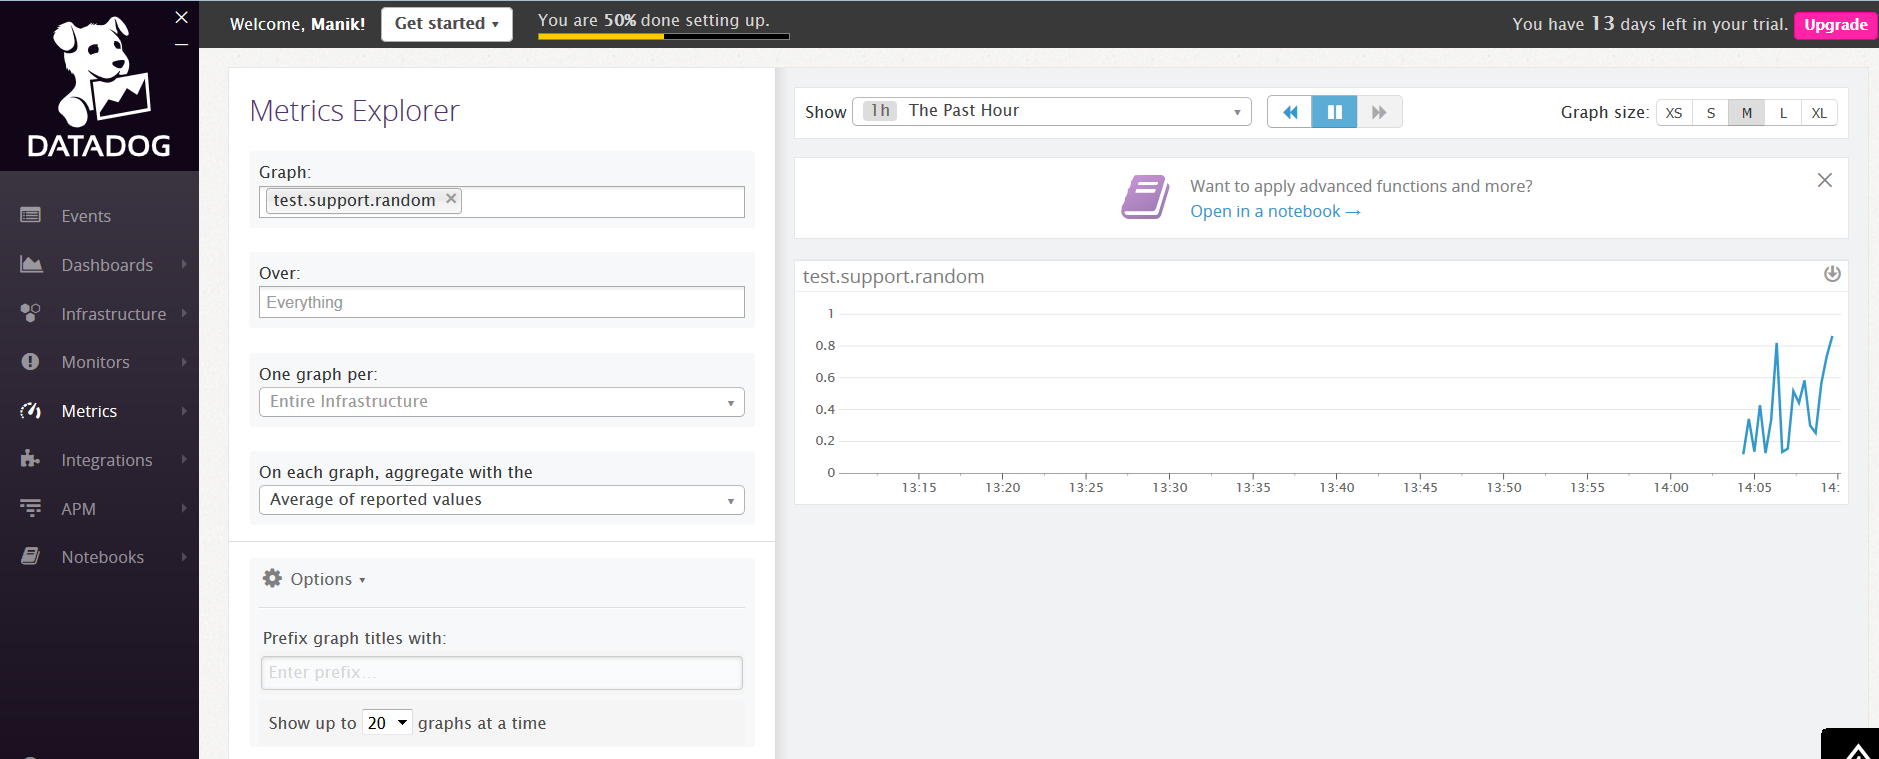 Welcome, Manik!
Get started
You are 50% done setting up.
You have 13 days left in your trial.
Upgrade
DATADOG
Events
Dashboards
Infrastructure
Monitors
Metrics
Integrations
APM
Notebooks
Metrics Explorer
Graph:
test.support.random
Over:
Everything
One graph per:
Entire Infrastructure
On each graph, aggregate with the
Average of reported values
Options
Prefix graph titles with:
Enter prefix...
Show up to 20 graphs at a time
Show 1h The Past Hour
Graph size: XS S M L XL
Want to apply advanced functions and more?
Open in a notebook →
test.support.random
1
0.8
0.6
0.4
0.2
0
13:15 13:20 13:25 13:30 13:35 13:40 13:45 13:50 13:55 14:00 14:05 14: